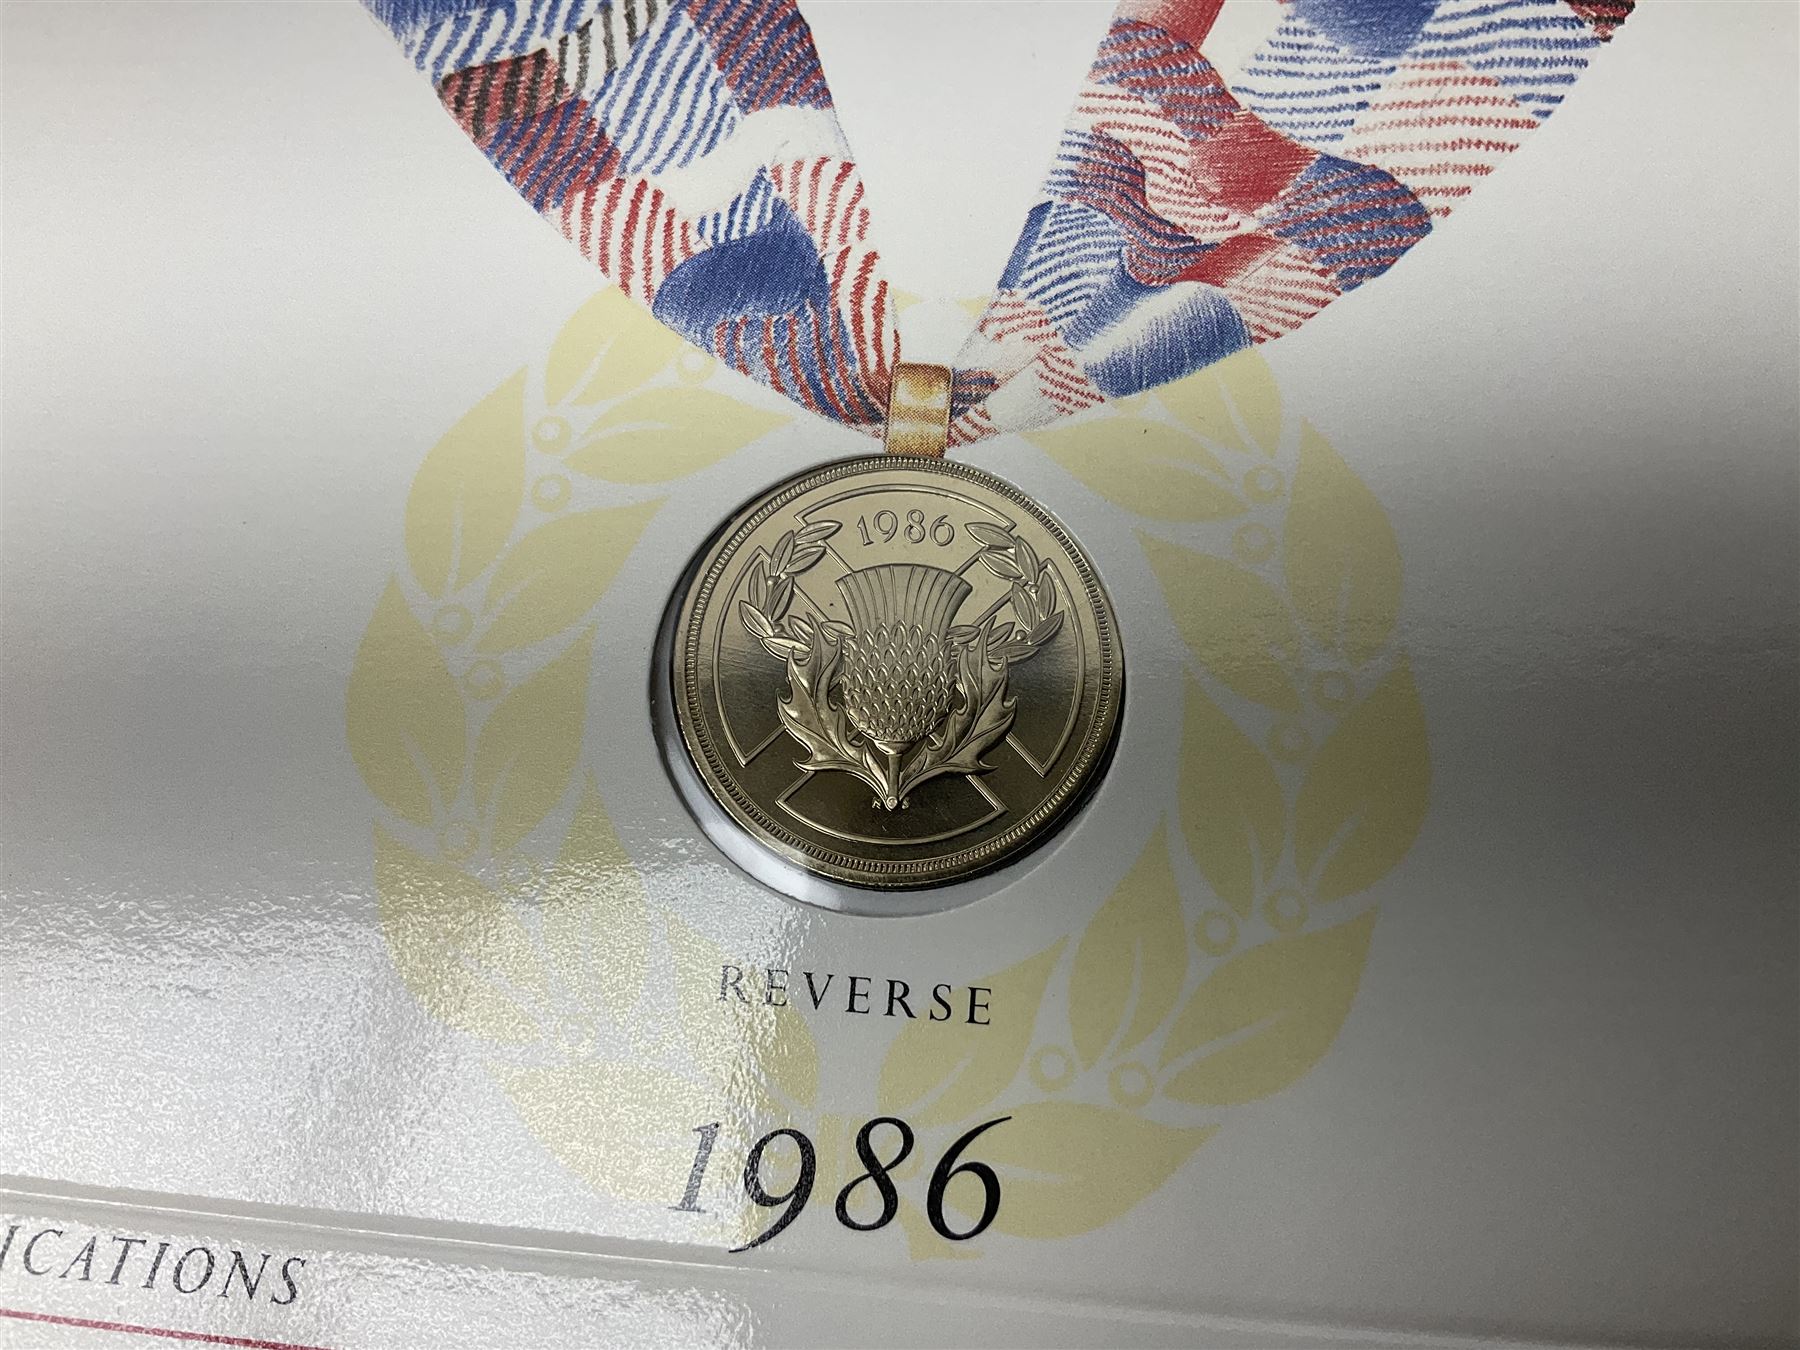 1986
N S
REVERSE
1986
ICATIONS